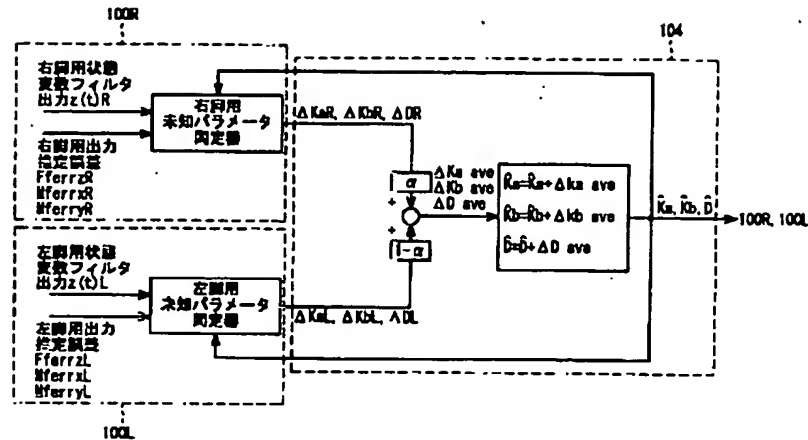 100R
右脚用状態
変数フィルタ
出力z(t)R
右脚用出力
推定誤差
FferrzR
MferrxR
MferryR
右脚用
未知パラメータ
同定器
ΔKaR, ΔKbR, ΔDR
104
α
+
+
1-α
ΔKa ave
ΔKb ave
ΔD ave
K̂a=K̂a+Δka ave
K̂b=K̂b+Δkb ave
D̂=D̂+ΔD ave
K̂a, K̂b, D̂
100R, 100L
左脚用状態
変数フィルタ
出力z(t)L
左脚用出力
推定誤差
FferrzL
MferrxL
MferryL
左脚用
未知パラメータ
同定器
ΔKaL, ΔKbL, ΔDL
100L